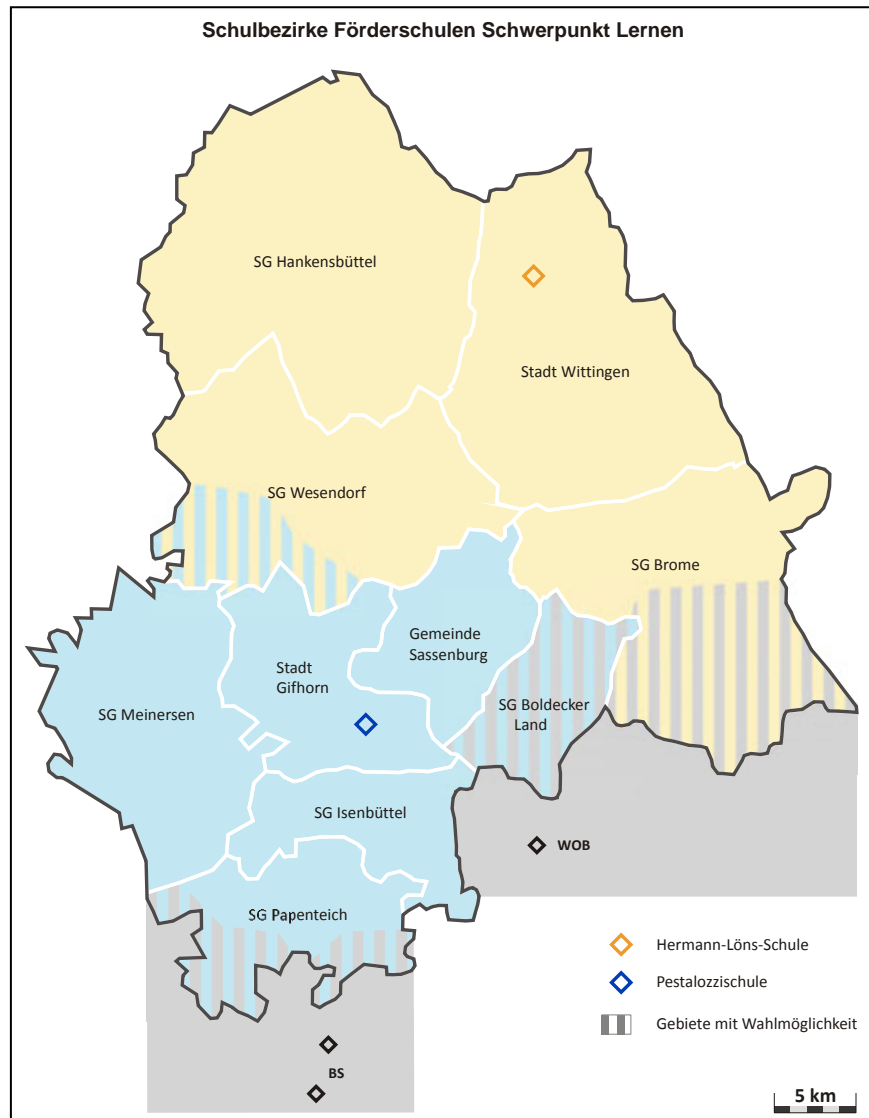 Schulbezirke Förderschulen Schwerpunkt Lernen
SG Hankensbüttel
Stadt Wittingen
SG Wesendorf
SG Brome
Gemeinde
Sassenburg
Stadt
Gifhorn
SG Meinersen
SG Boldecker
Land
SG Isenbüttel
WOB
SG Papenteich
Hermann-Löns-Schule
Pestalozzischule
Gebiete mit Wahlmöglichkeit
BS
5 km